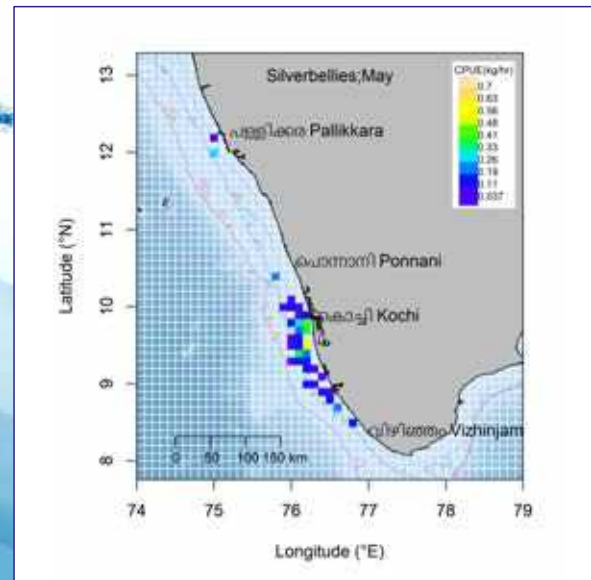 Silverbellies;May
CPUE(kg/hr)
0.7
0.63
0.56
0.48
0.41
0.33
0.26
0.19
0.11
0.037
പള്ളിക്കര Pallikkara
പൊന്നാനി Ponnani
കൊച്ചി Kochi
വിഴിഞ്ഞം Vizhinjam
0 50 100 150 km
Latitude (°N)
13
12
11
10
9
8
74 75 76 77 78 79
Longitude (°E)